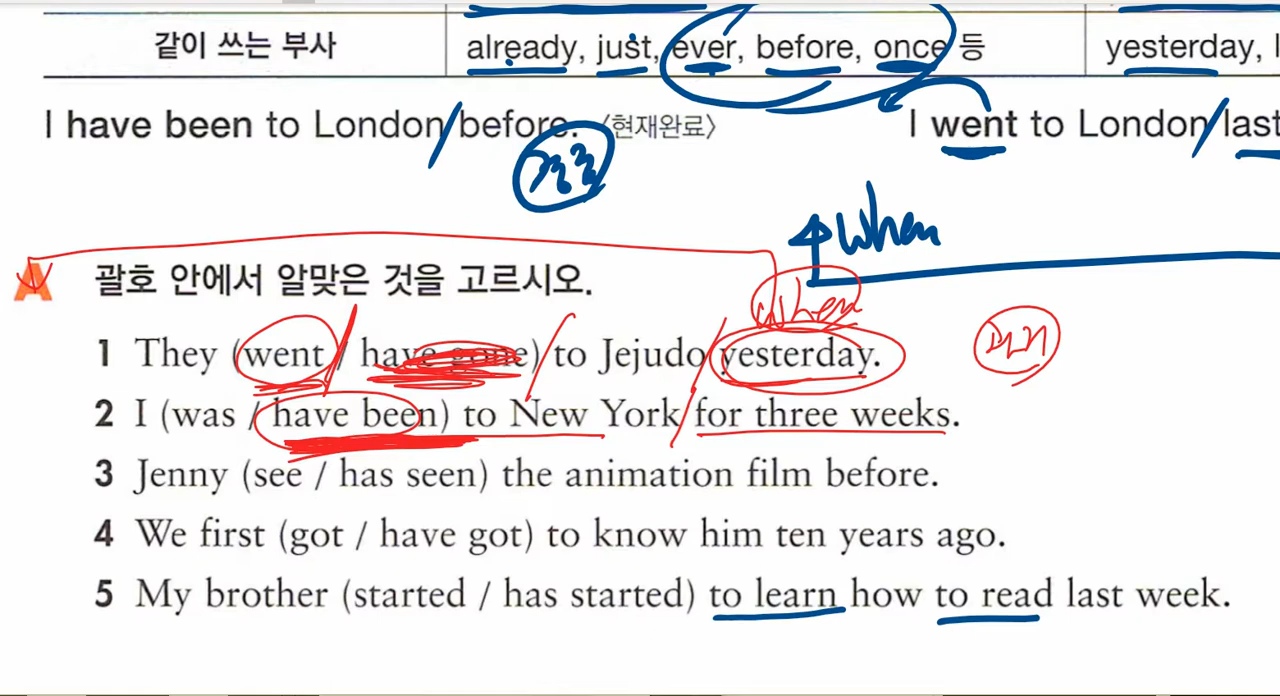 같이 쓰는 부사 already, just, ever, before, once 등 yesterday, l
I have been to London/before. 〈현재완료〉 I went to London/las
경존
When
A 괄호 안에서 알맞은 것을 고르시오.
When
1 They (went / have gone) to Jejudo yesterday.
과거
2 I (was / have been) to New York for three weeks.
3 Jenny (see / has seen) the animation film before.
4 We first (got / have got) to know him ten years ago.
5 My brother (started / has started) to learn how to read last week.